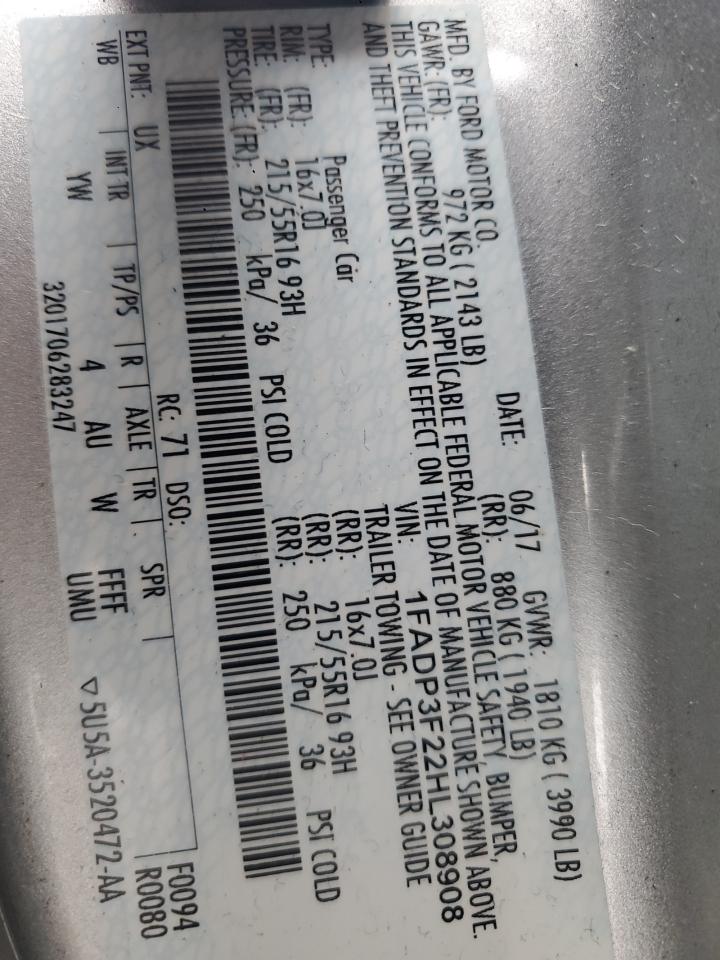 MFD. BY FORD MOTOR CO.
DATE: 06/17 GVWR: 1810 KG ( 3990 LB)
GAWR: (FR): 972 KG ( 2143 LB) (RR): 880 KG ( 1940 LB)
THIS VEHICLE CONFORMS TO ALL APPLICABLE FEDERAL MOTOR VEHICLE SAFETY, BUMPER,
AND THEFT PREVENTION STANDARDS IN EFFECT ON THE DATE OF MANUFACTURE SHOWN ABOVE.
VIN: 1FADP3F22HL308908
TYPE: Passenger Car TRAILER TOWING - SEE OWNER GUIDE
RIM: (FR): 16x7.0J (RR): 16x7.0J
TIRE: (FR): 215/55R16 93H (RR): 215/55R16 93H
PRESSURE: (FR): 250 kPa/ 36 PSI COLD (RR): 250 kPa/ 36 PSI COLD
EXT PNT: UX RC: 71 DSO: F0094
WB INT TR TP/PS R AXLE TR SPR R0080
YW 4 AU W FFFF
UMU
3201706283247 5U5A-3520472-AA